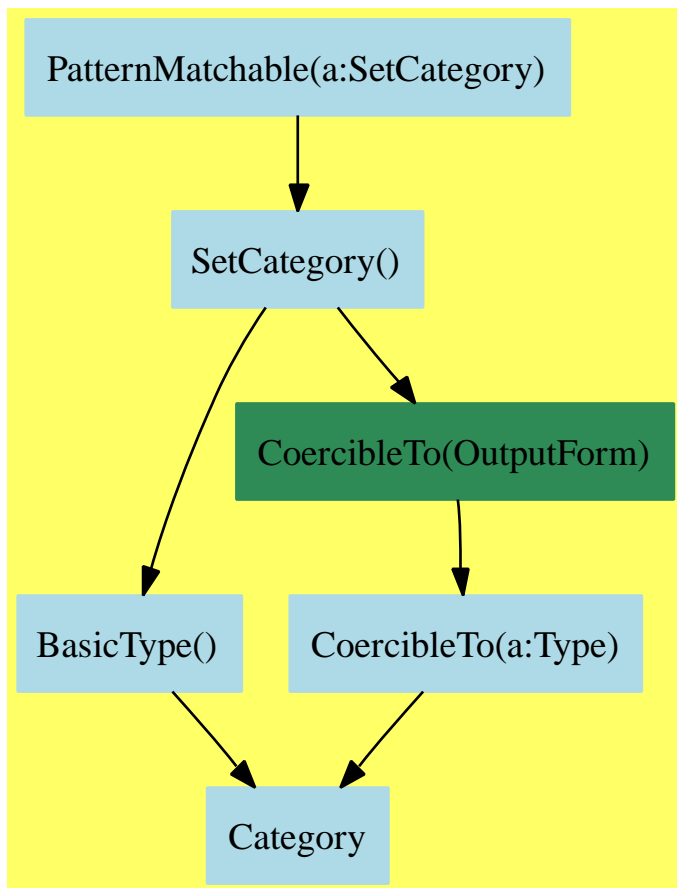 PatternMatchable(a:SetCategory)
SetCategory()
CoercibleTo(OutputForm)
BasicType()
CoercibleTo(a:Type)
Category